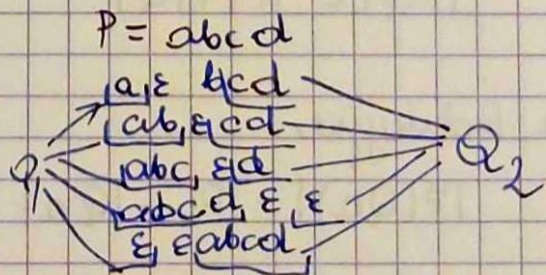 P = abcd
a, ε bcd
ab, ε cd
Q₁ abc, ε d Q₂
abcd, ε, ε
ε, ε abcd